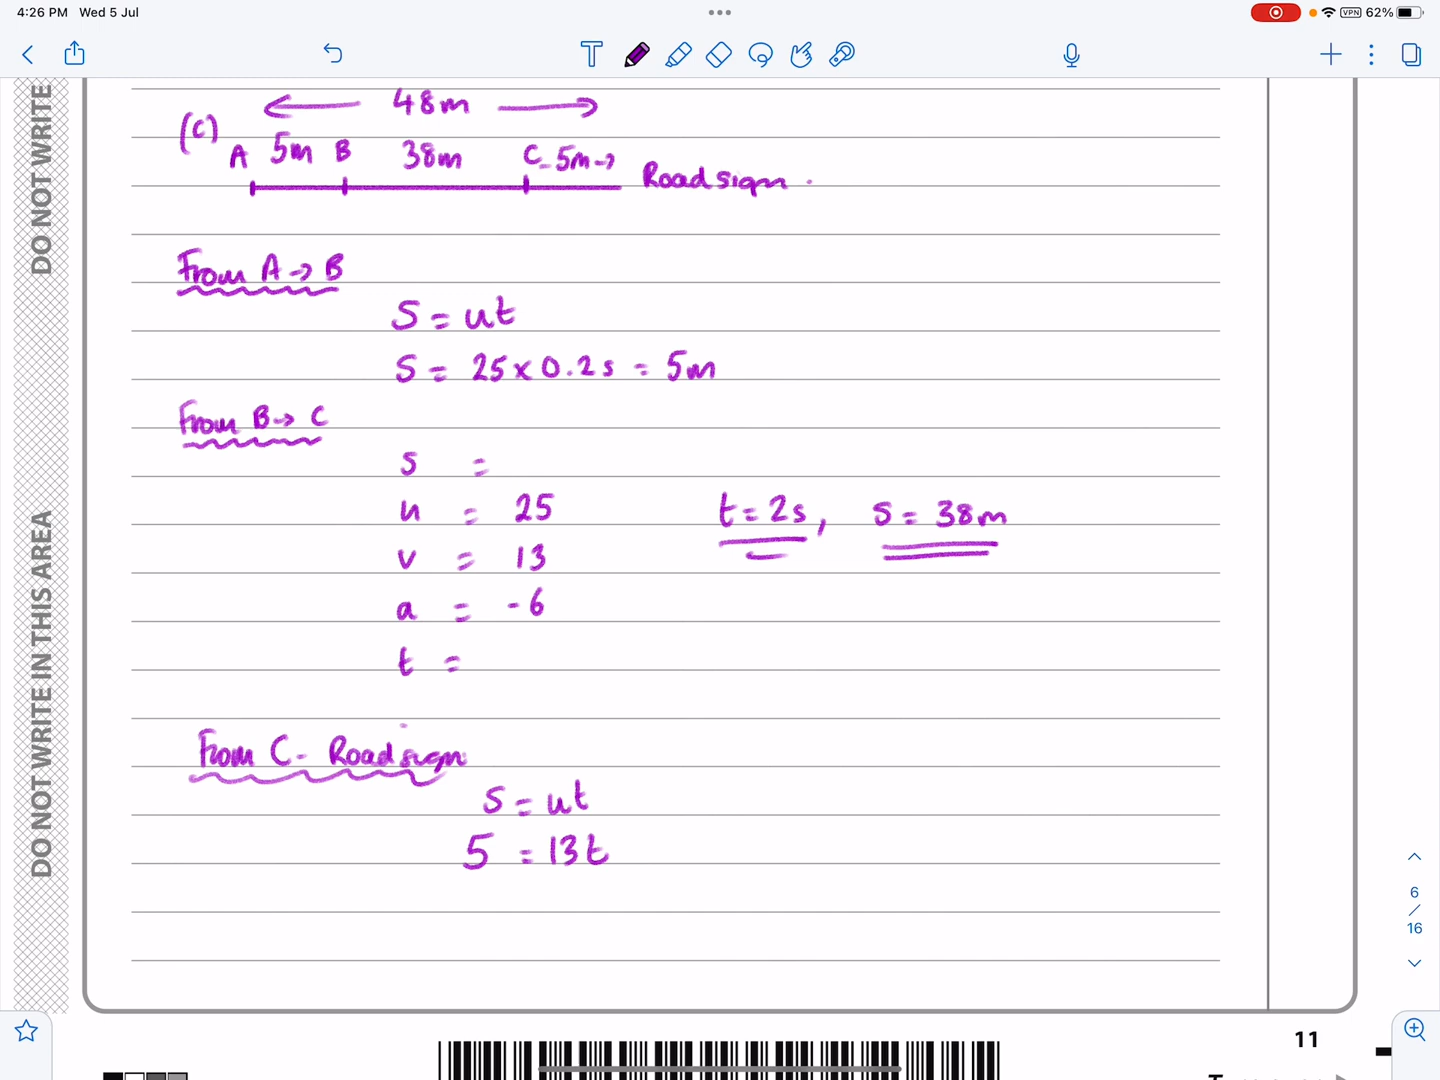 4:26 PM Wed 5 Jul
VPN 62%
DO NOT WRITE
DO NOT WRITE IN THIS AREA
(C)
48m
A 5m B 38m C 5m→
Road sign.
From A→B
S = ut
S = 25×0.2s = 5m
From B→C
s =
u = 25
t=2s, s=38m
v = 13
a = -6
t =
From C- Road sign
S = ut
5 = 13t
6
/
16
11